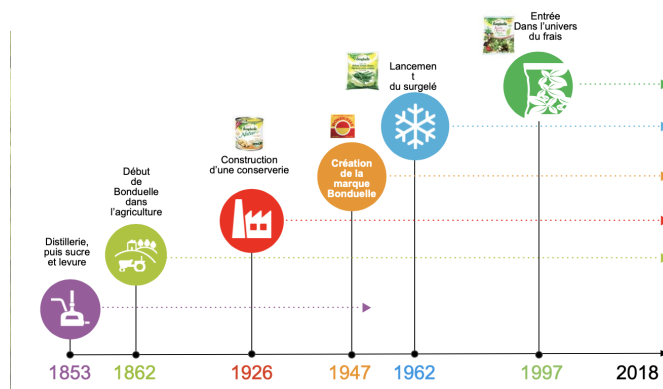 Entrée
Dans l'univers
du frais
Lancemen
t
du surgelé
Construction
d'une conserverie
Création
de la
marque
Bonduelle
Début
de
Bonduelle
dans
l'agriculture
Distillerie,
puis sucre
et levure
1853
1862
1926
1947
1962
1997
2018